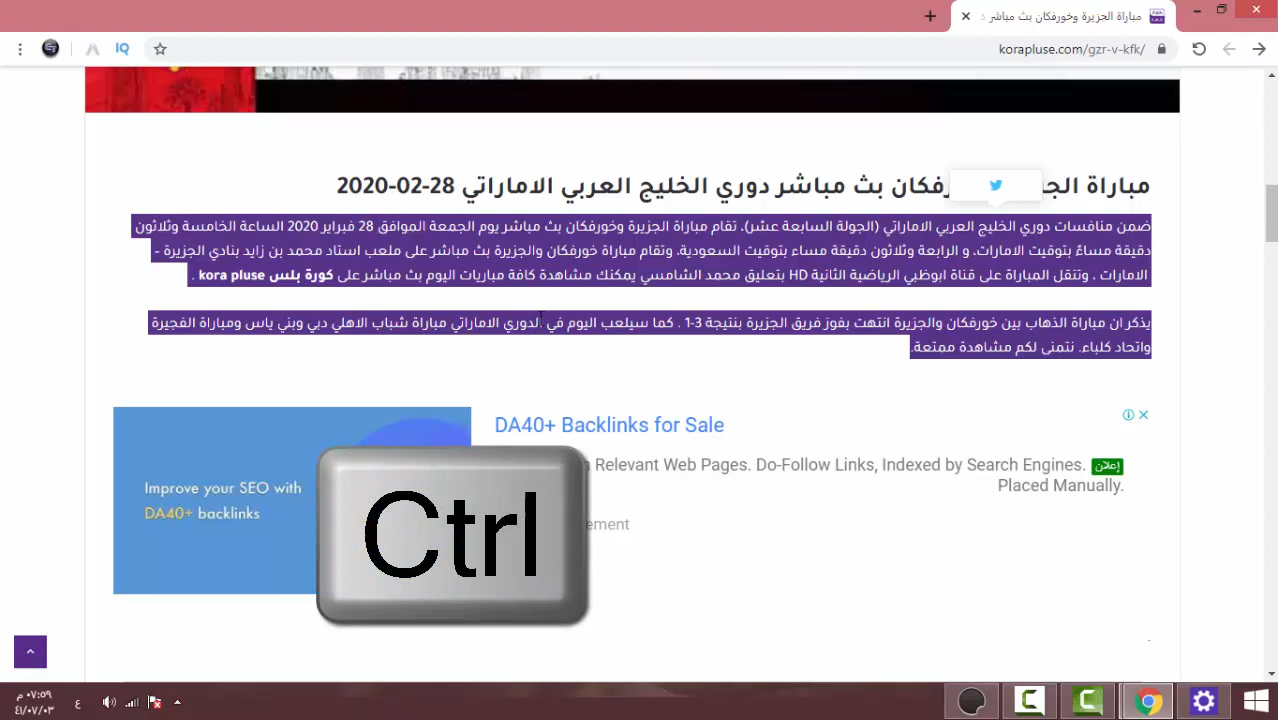 مباراة الجزيرة وخورفكان بث مباشر د
korapluse.com/gzr-v-kfk/
IQ
مباراة الج رفكان بث مباشر دوري الخليج العربي الاماراتي 28-02-2020
ضمن منافسات دوري الخليج العربي الاماراتي (الجولة السابعة عشر)، تقام مباراة الجزيرة وخورفكان بث مباشر يوم الجمعة الموافق 28 فبراير 2020 الساعة الخامسة وثلاثون
دقيقة مساءً بتوقيت الامارات، و الرابعة وثلاثون دقيقة مساء بتوقيت السعودية، وتقام مباراة خورفكان والجزيرة بث مباشر على ملعب استاد محمد بن زايد بنادي الجزيرة –
الامارات ، وتنقل المباراة على قناة ابوظبي الرياضية الثانية HD بتعليق محمد الشامسي يمكنك مشاهدة كافة مباريات اليوم بث مباشر على كورة بلس kora pluse .
يذكر ان مباراة الذهاب بين خورفكان والجزيرة انتهت بفوز فريق الجزيرة بنتيجة 3-1 . كما سيلعب اليوم في الدوري الاماراتي مباراة شباب الاهلي دبي وبني ياس ومباراة الفجيرة
واتحاد كلباء. نتمنى لكم مشاهدة ممتعة.
DA40+ Backlinks for Sale
Relevant Web Pages. Do-Follow Links, Indexed by Search Engines.
إعلان
Placed Manually.
ement
Improve your SEO with
DA40+ backlinks
Ctrl
٠٧:٥٩ م
ع
٤١/٠٧/٠٣